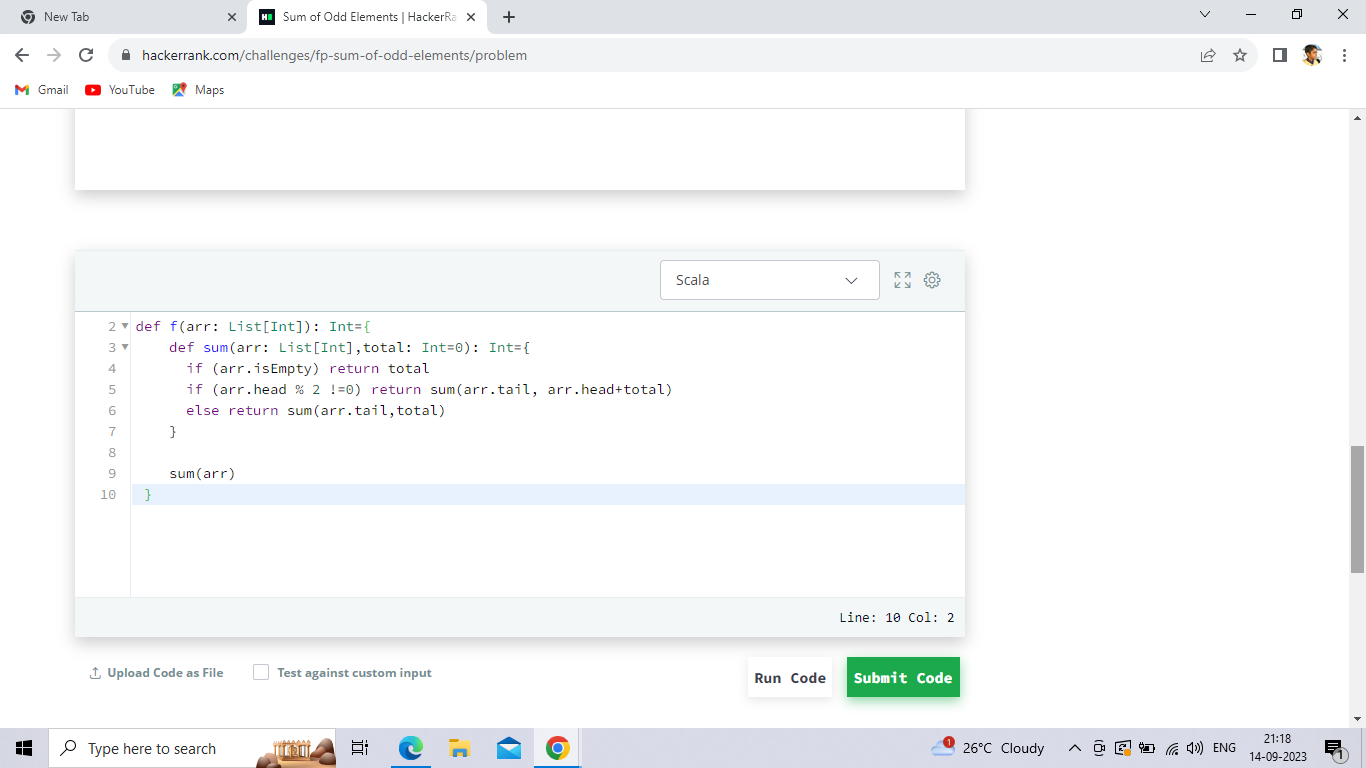 New Tab
Sum of Odd Elements | HackerRa
hackerrank.com/challenges/fp-sum-of-odd-elements/problem
Gmail
YouTube
Maps
Scala
2 def f(arr: List[Int]): Int={
3 def sum(arr: List[Int],total: Int=0): Int={
4 if (arr.isEmpty) return total
5 if (arr.head % 2 !=0) return sum(arr.tail, arr.head+total)
6 else return sum(arr.tail,total)
7 }
8
9 sum(arr)
10 }
Line: 10 Col: 2
Upload Code as File
Test against custom input
Run Code
Submit Code
Type here to search
1
26°C Cloudy
ENG
21:18
14-09-2023
1